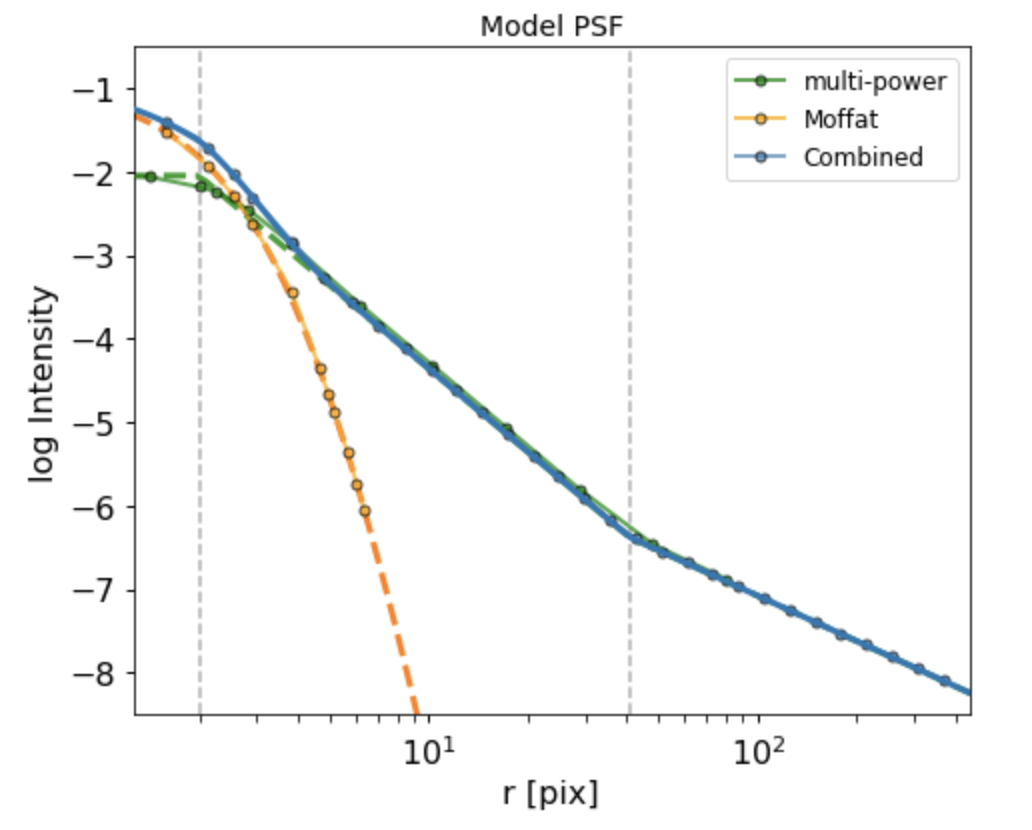 Model PSF
−1
−2
−3
−4
−5
−6
−7
−8
log Intensity
multi-power
Moffat
Combined
10¹
10²
r [pix]